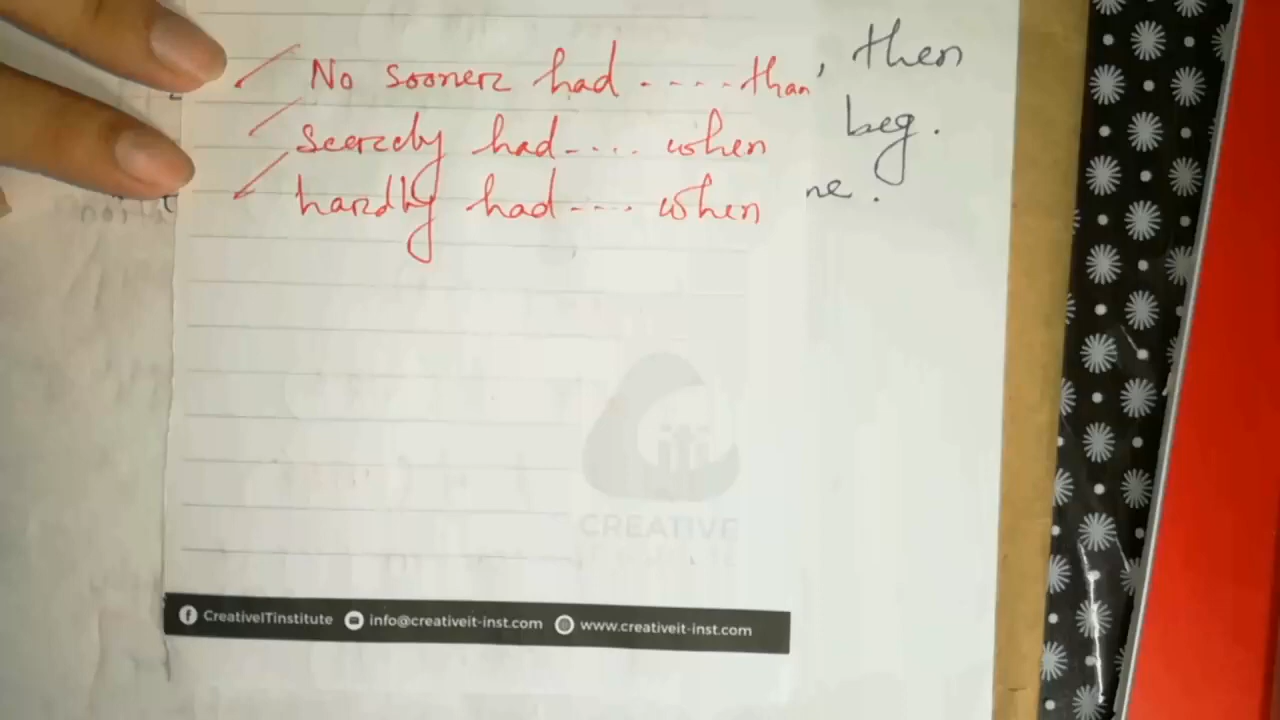 No sooner had ..... than, then
Scarcely had..... when beg.
hardly had.... when ne.
CREATIVE
CreativeITinstitute info@creativeit-inst.com www.creativeit-inst.com